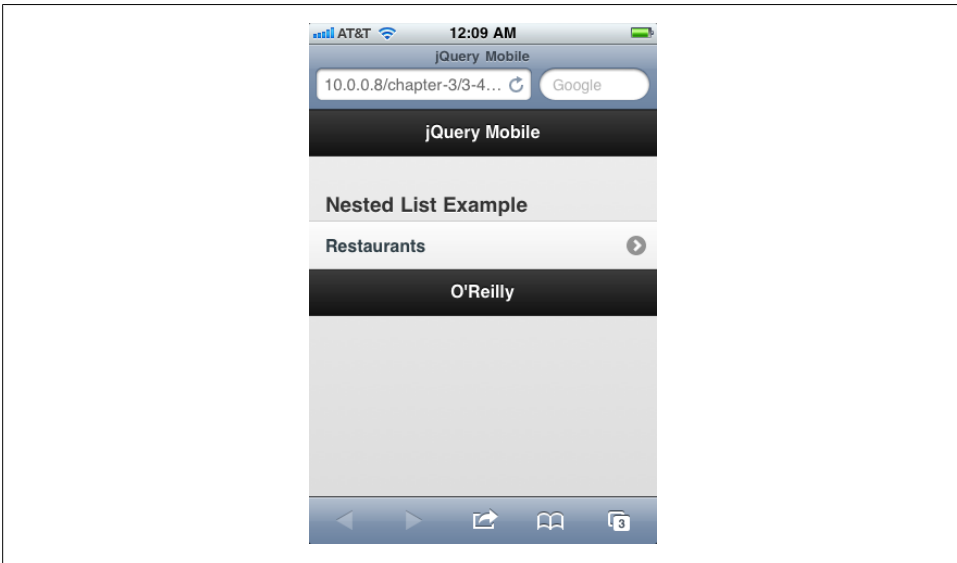 AT&T 12:09 AM
jQuery Mobile
10.0.0.8/chapter-3/3-4... Google
jQuery Mobile
Nested List Example
Restaurants
O'Reilly
3